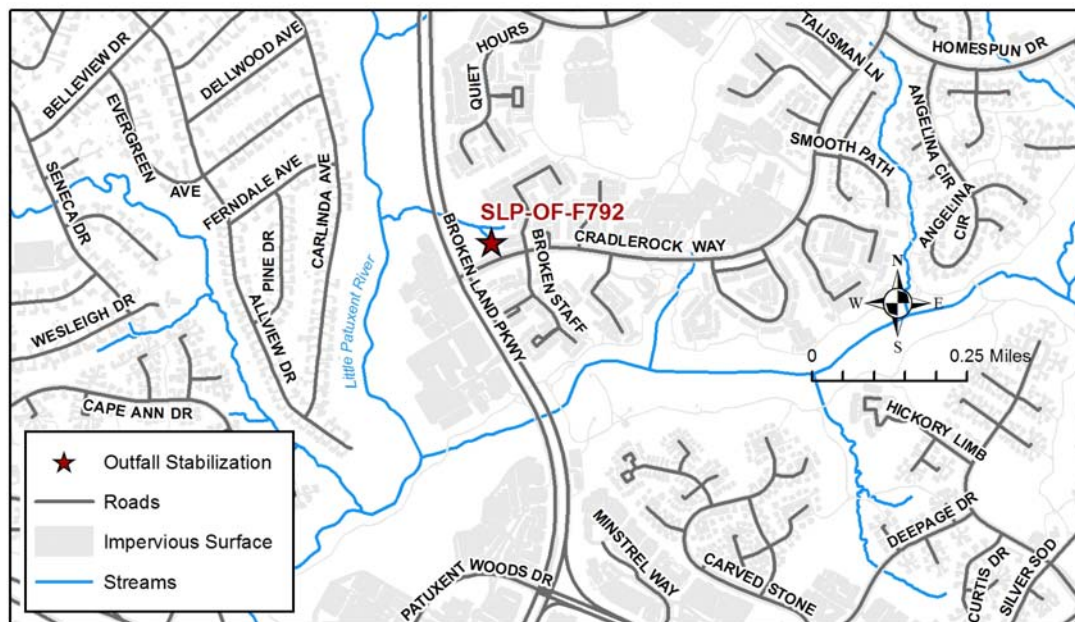 QUIET HOURS
TALISMAN LN
HOMESPUN DR
BELLEVIEW DR
DELLWOOD AVE
EVERGREEN AVE
ANGELINA CIR
SMOOTH PATH
SENECA DR
FERNDALE AVE
SLP-OF-F792
ANGELINA CIR
CARLINDA AVE
PINE DR
BROKEN LAND PKWY
BROKEN STAFF
CRADLEROCK WAY
N
W
E
S
WESLEIGH DR
ALLVIEW DR
Little Patuxent River
0
0.25 Miles
CAPE ANN DR
HICKORY LIMB
Outfall Stabilization
Roads
Impervious Surface
Streams
DEEPAGE DR
MINSTREL WAY
CARVED STONE
PATUXENT WOODS DR
CURTIS DR
SILVER SOD